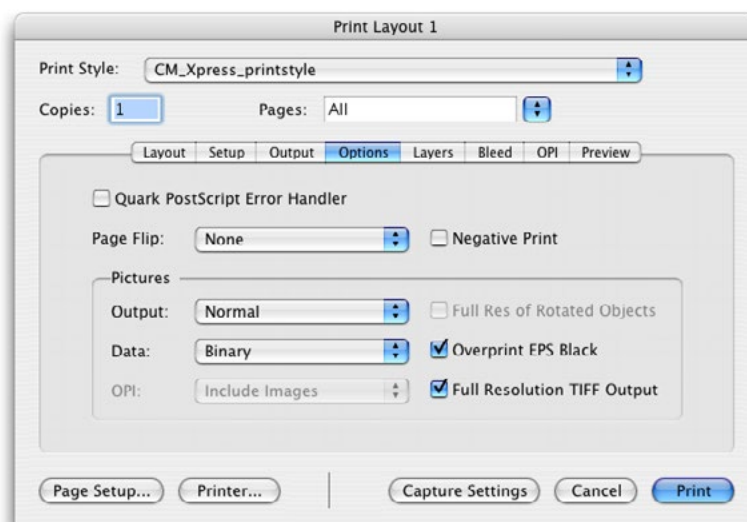 Print Layout 1
Print Style: CM_Xpress_printstyle
Copies: 1 Pages: All
Layout Setup Output Options Layers Bleed OPI Preview
Quark PostScript Error Handler
Page Flip: None Negative Print
Pictures
Output: Normal Full Res of Rotated Objects
Data: Binary Overprint EPS Black
OPI: Include Images Full Resolution TIFF Output
Page Setup... Printer... Capture Settings Cancel Print